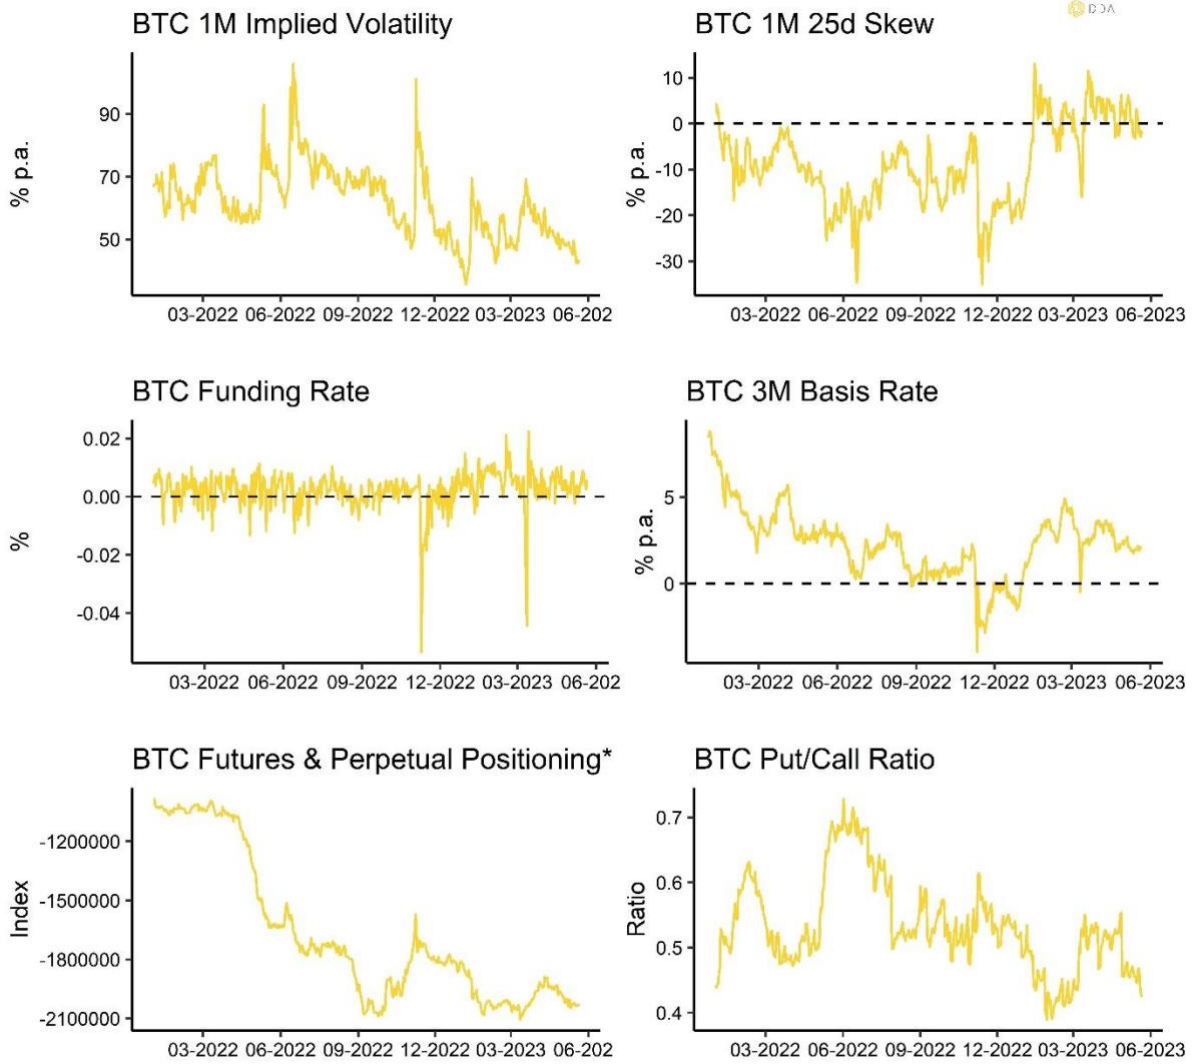 DDA
BTC 1M Implied Volatility
% p.a.
90
70
50
03-2022 06-2022 09-2022 12-2022 03-2023 06-202
BTC 1M 25d Skew
% p.a.
10
0
-10
-20
-30
03-2022 06-2022 09-2022 12-2022 03-2023 06-2023
BTC Funding Rate
%
0.02
0.00
-0.02
-0.04
03-2022 06-2022 09-2022 12-2022 03-2023 06-202
BTC 3M Basis Rate
% p.a.
5
0
03-2022 06-2022 09-2022 12-2022 03-2023 06-2023
BTC Futures & Perpetual Positioning*
Index
-1200000
-1500000
-1800000
-2100000
03-2022 06-2022 09-2022 12-2022 03-2023 06-202
BTC Put/Call Ratio
Ratio
0.7
0.6
0.5
0.4
03-2022 06-2022 09-2022 12-2022 03-2023 06-2023